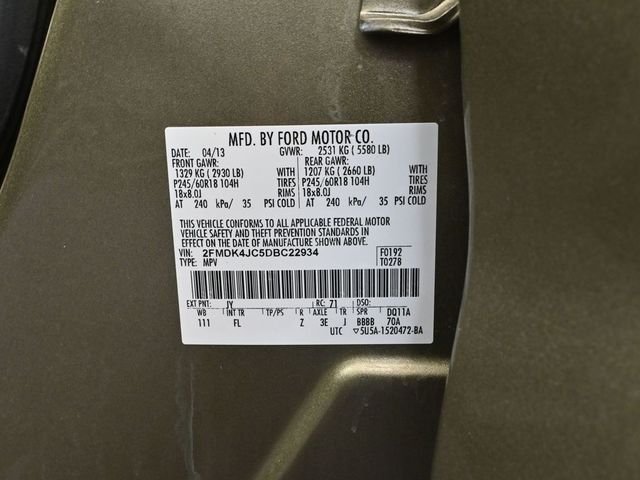 MFD. BY FORD MOTOR CO.
DATE: 04/13 GVWR: 2531 KG ( 5580 LB)
FRONT GAWR: REAR GAWR:
1329 KG ( 2930 LB) WITH 1207 KG ( 2660 LB) WITH
P245/60R18 104H TIRES P245/60R18 104H TIRES
18x8.0J RIMS 18x8.0J RIMS
AT 240 kPa/ 35 PSI COLD AT 240 kPa/ 35 PSI COLD
THIS VEHICLE CONFORMS TO ALL APPLICABLE FEDERAL MOTOR
VEHICLE SAFETY AND THEFT PREVENTION STANDARDS IN
EFFECT ON THE DATE OF MANUFACTURE SHOWN ABOVE.
VIN: 2FMDK4JC5DBC22934 F0192
TYPE: MPV T0278
EXT PNT: JY RC: 71 DSO:
WB INT TR TP/PS R AXLE TR SPR DQ11A
111 FL Z 3E J BBBB 70A
UTC ▽5U5A-1520472-BA